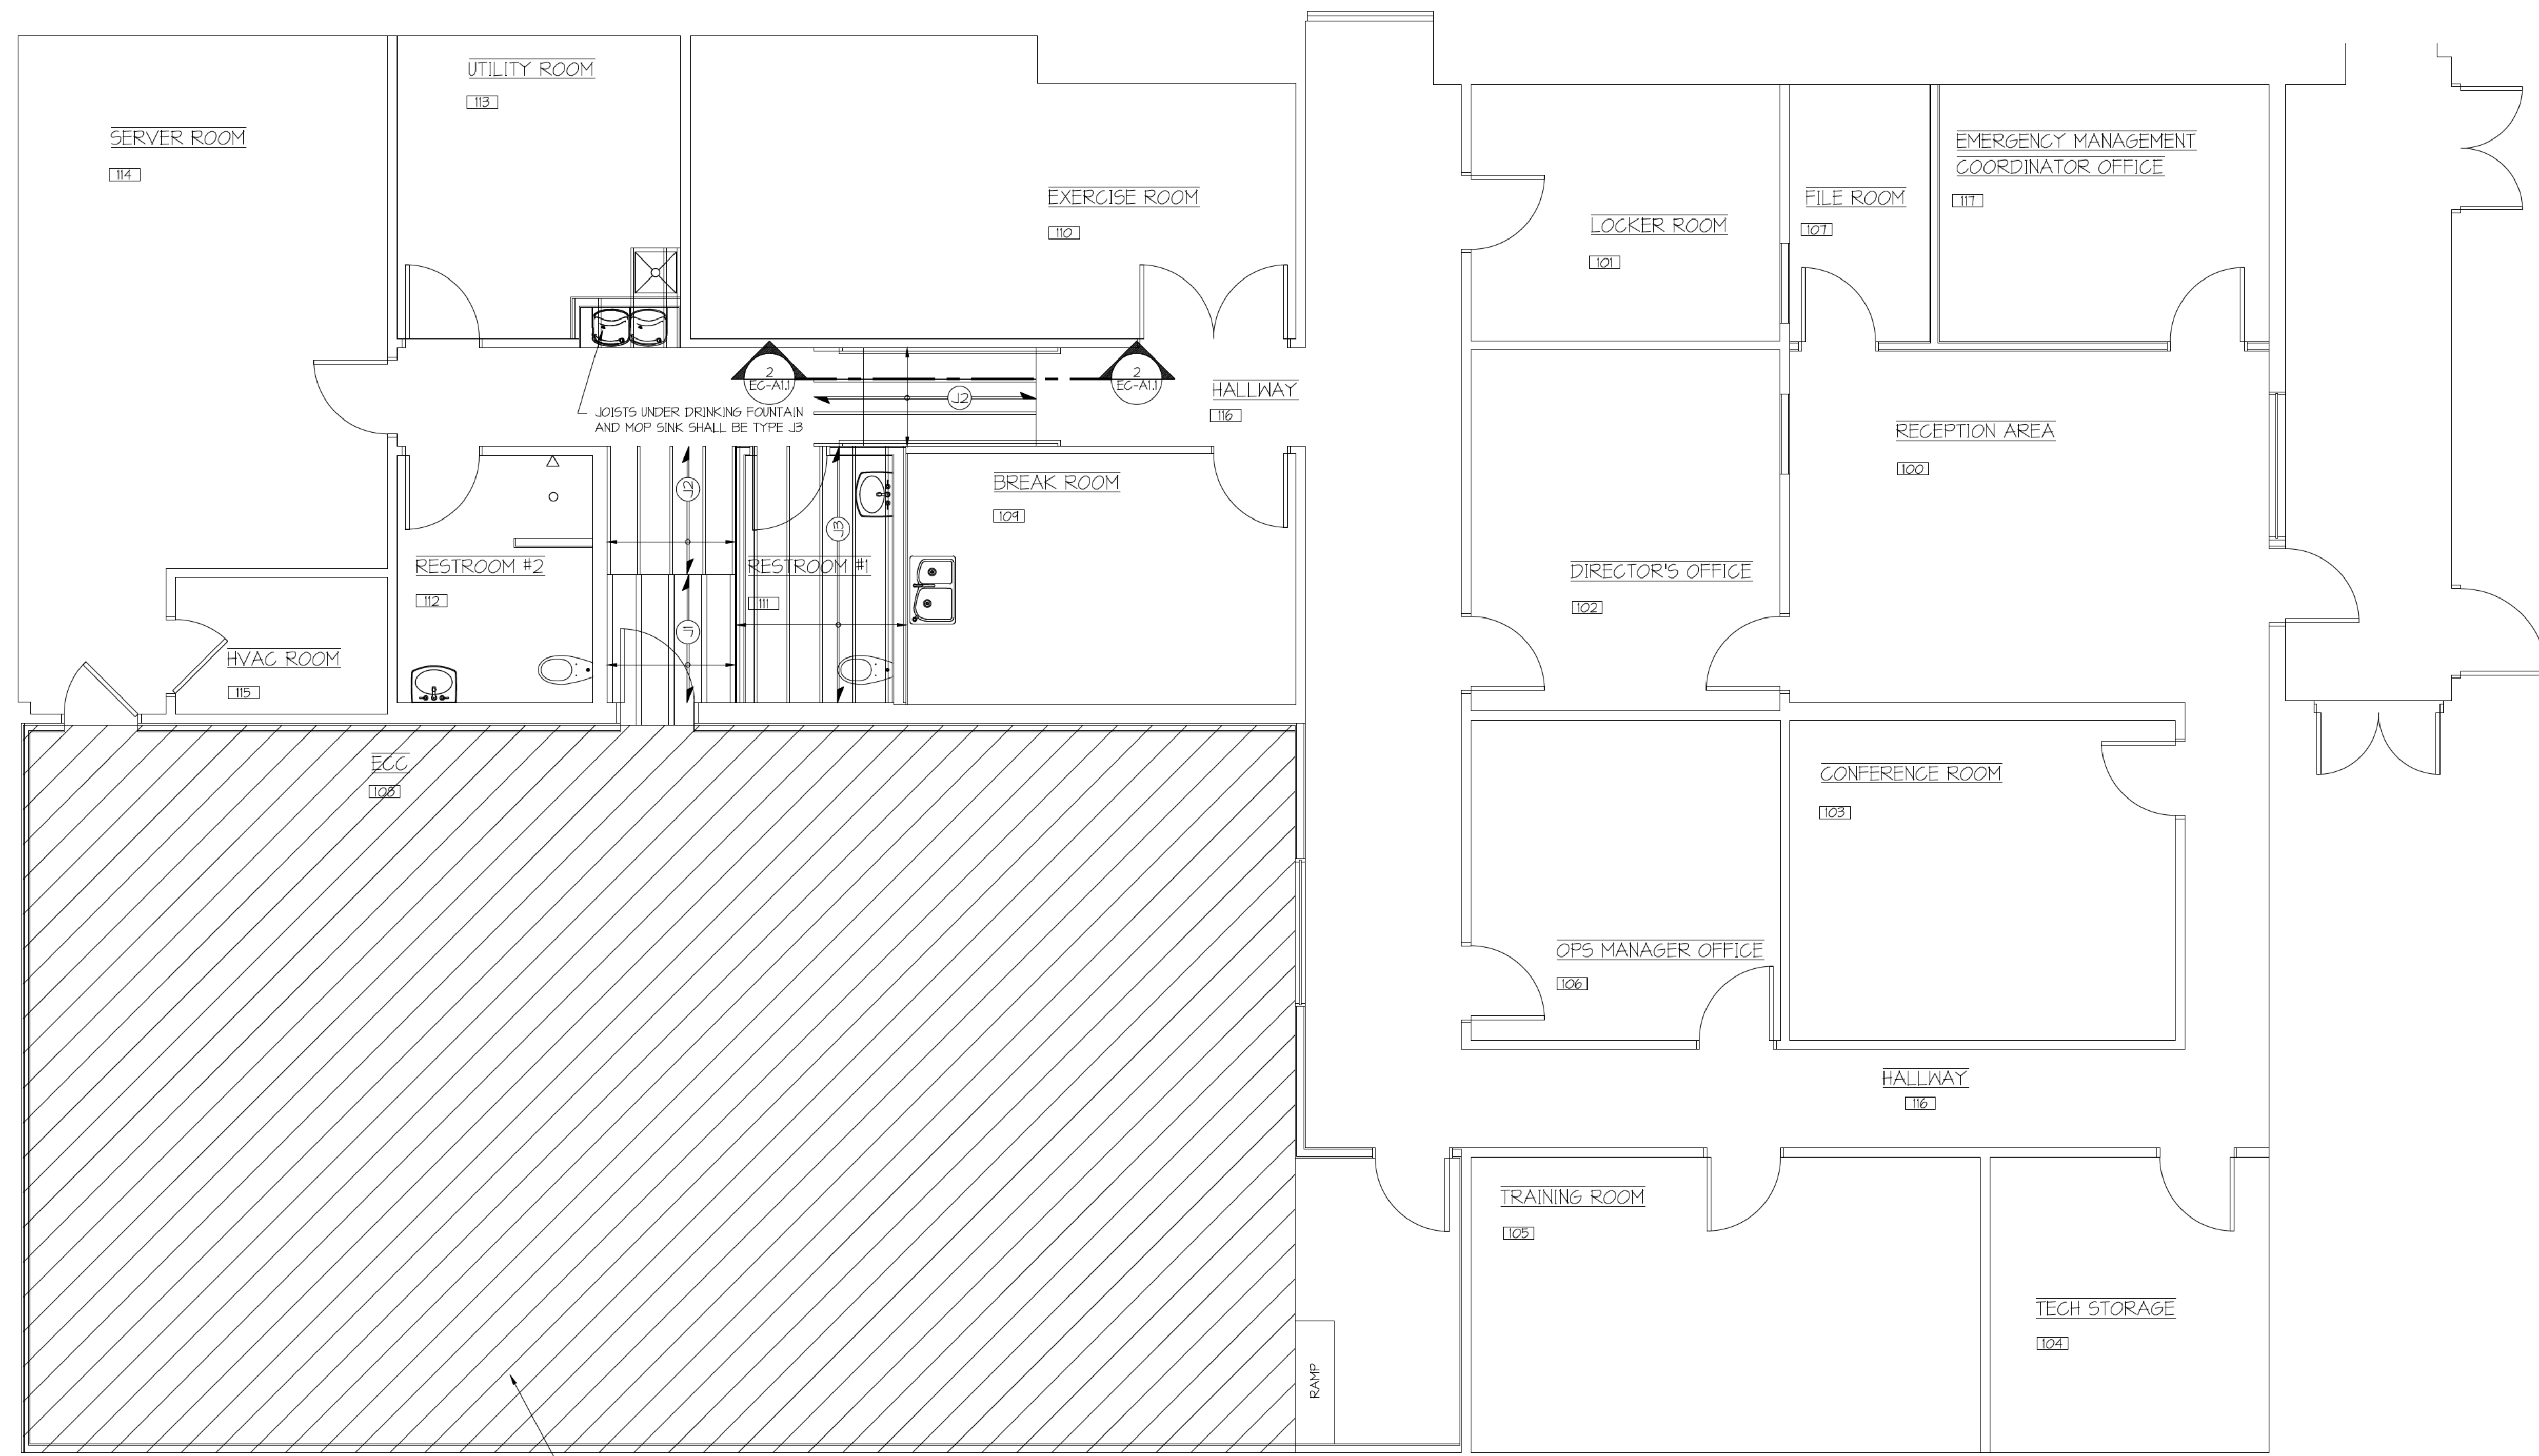 UTILITY ROOM
113
SERVER ROOM
114
EXERCISE ROOM
110
LOCKER ROOM
101
FILE ROOM
107
EMERGENCY MANAGEMENT
COORDINATOR OFFICE
117
2
EC-A1.1
2
EC-A1.1
J2
HALLWAY
116
JOISTS UNDER DRINKING FOUNTAIN
AND MOP SINK SHALL BE TYPE J3
RECEPTION AREA
100
BREAK ROOM
109
J2
J3
RESTROOM #2
112
RESTROOM #1
111
DIRECTOR'S OFFICE
102
J1
HVAC ROOM
115
ECC
108
CONFERENCE ROOM
103
OPS MANAGER OFFICE
106
HALLWAY
116
TRAINING ROOM
105
TECH STORAGE
104
RAMP